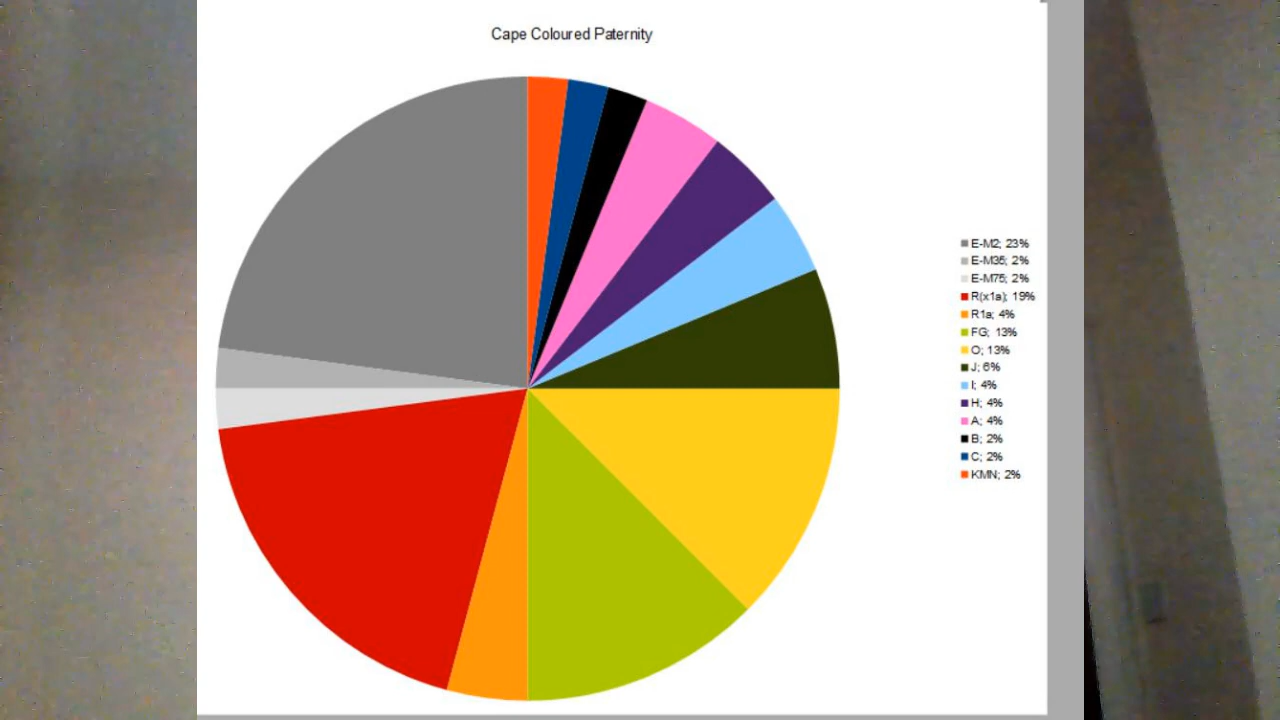 Cape Coloured Paternity
E-M2; 23%
E-M35; 2%
E-M75; 2%
R(x1a); 19%
R1a; 4%
FG; 13%
O; 13%
J; 6%
I; 4%
H; 4%
A; 4%
B; 2%
C; 2%
KMN; 2%